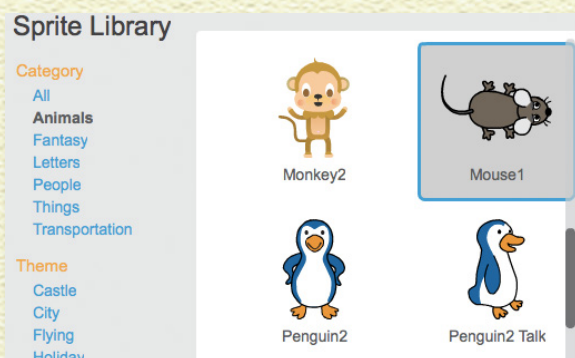 Sprite Library
Category
All
Animals
Fantasy
Letters
People
Things
Transportation
Theme
Castle
City
Flying
Holiday
Monkey2
Mouse1
Penguin2
Penguin2 Talk